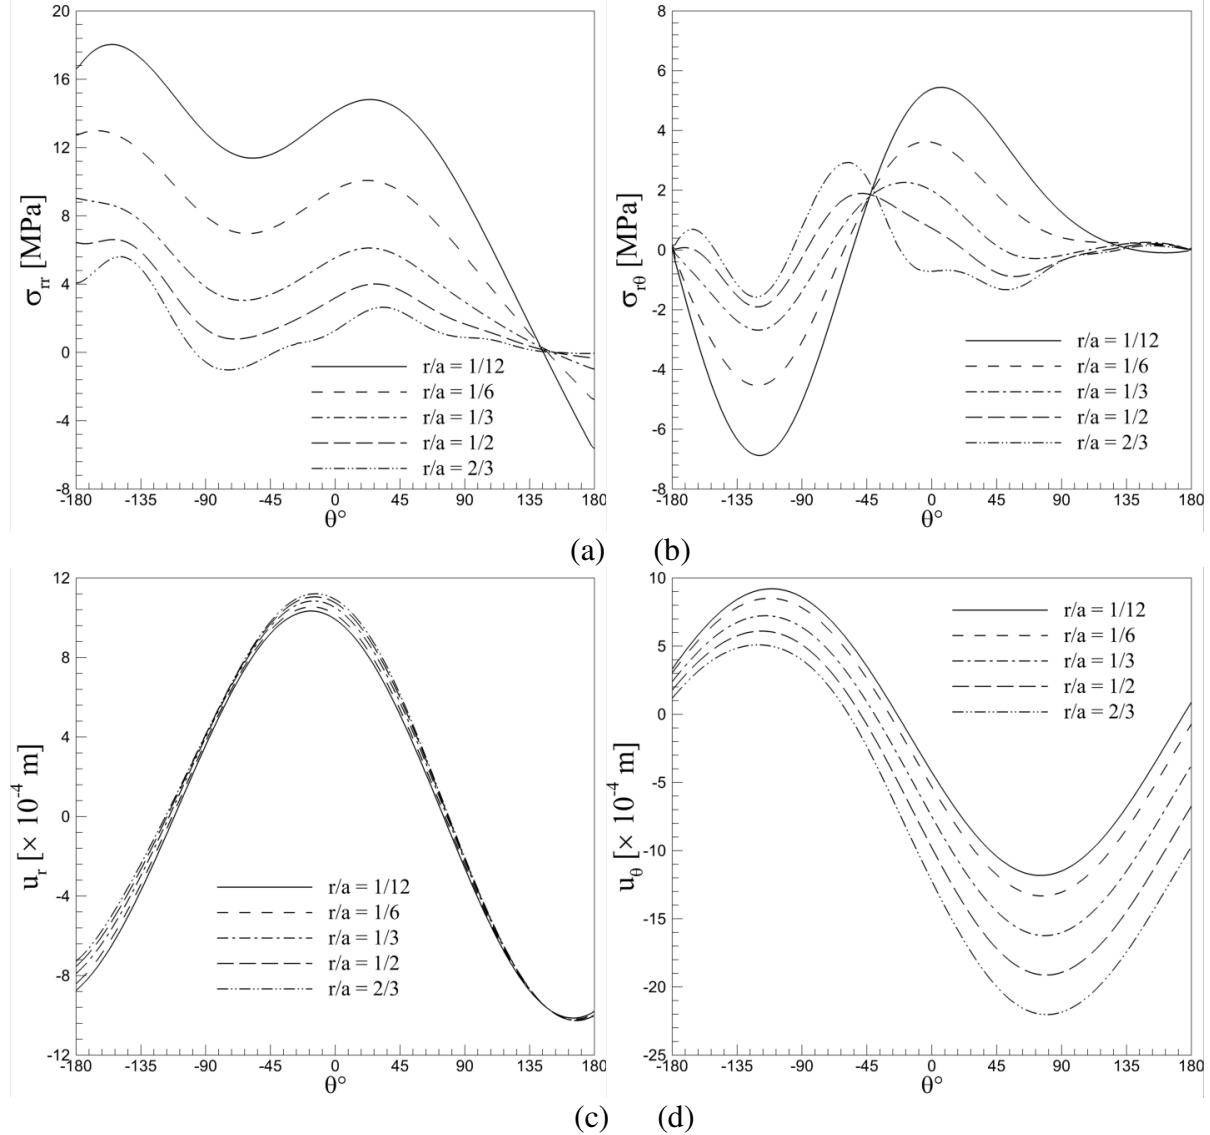 20
16
12
8
4
0
-4
-8
σrr [MPa]
-180 -135 -90 -45 0 45 90 135 180
θ°
r/a = 1/12
r/a = 1/6
r/a = 1/3
r/a = 1/2
r/a = 2/3
8
6
4
2
0
-2
-4
-6
-8
σrθ [MPa]
-180 -135 -90 -45 0 45 90 135 180
θ°
r/a = 1/12
r/a = 1/6
r/a = 1/3
r/a = 1/2
r/a = 2/3
(a) (b)
12
8
4
0
-4
-8
-12
ur [× 10-4 m]
-180 -135 -90 -45 0 45 90 135 180
θ°
r/a = 1/12
r/a = 1/6
r/a = 1/3
r/a = 1/2
r/a = 2/3
10
5
0
-5
-10
-15
-20
-25
uθ [× 10-4 m]
-180 -135 -90 -45 0 45 90 135 180
θ°
r/a = 1/12
r/a = 1/6
r/a = 1/3
r/a = 1/2
r/a = 2/3
(c) (d)